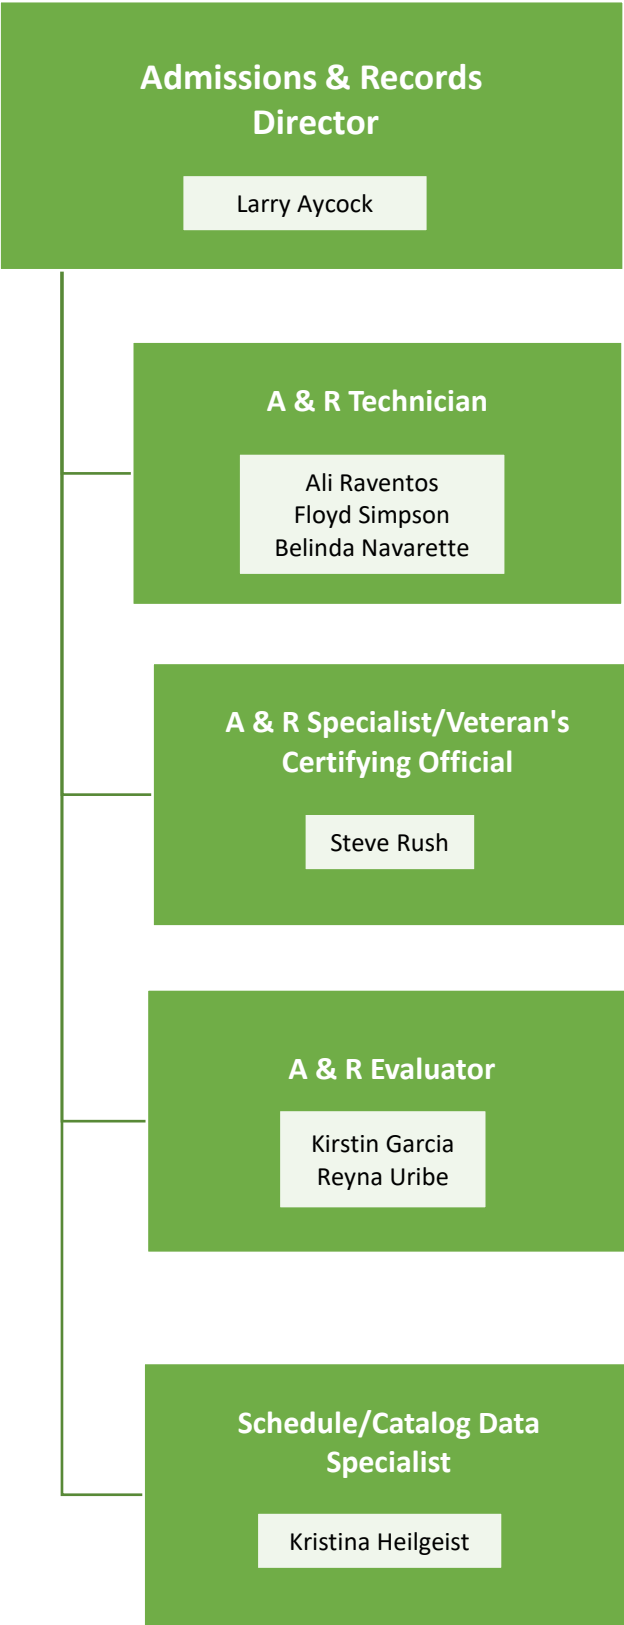 Admissions & Records
Director
Larry Aycock
A & R Technician
Ali Raventos
Floyd Simpson
Belinda Navarette
A & R Specialist/Veteran's
Certifying Official
Steve Rush
A & R Evaluator
Kirstin Garcia
Reyna Uribe
Schedule/Catalog Data
Specialist
Kristina Heilgeist